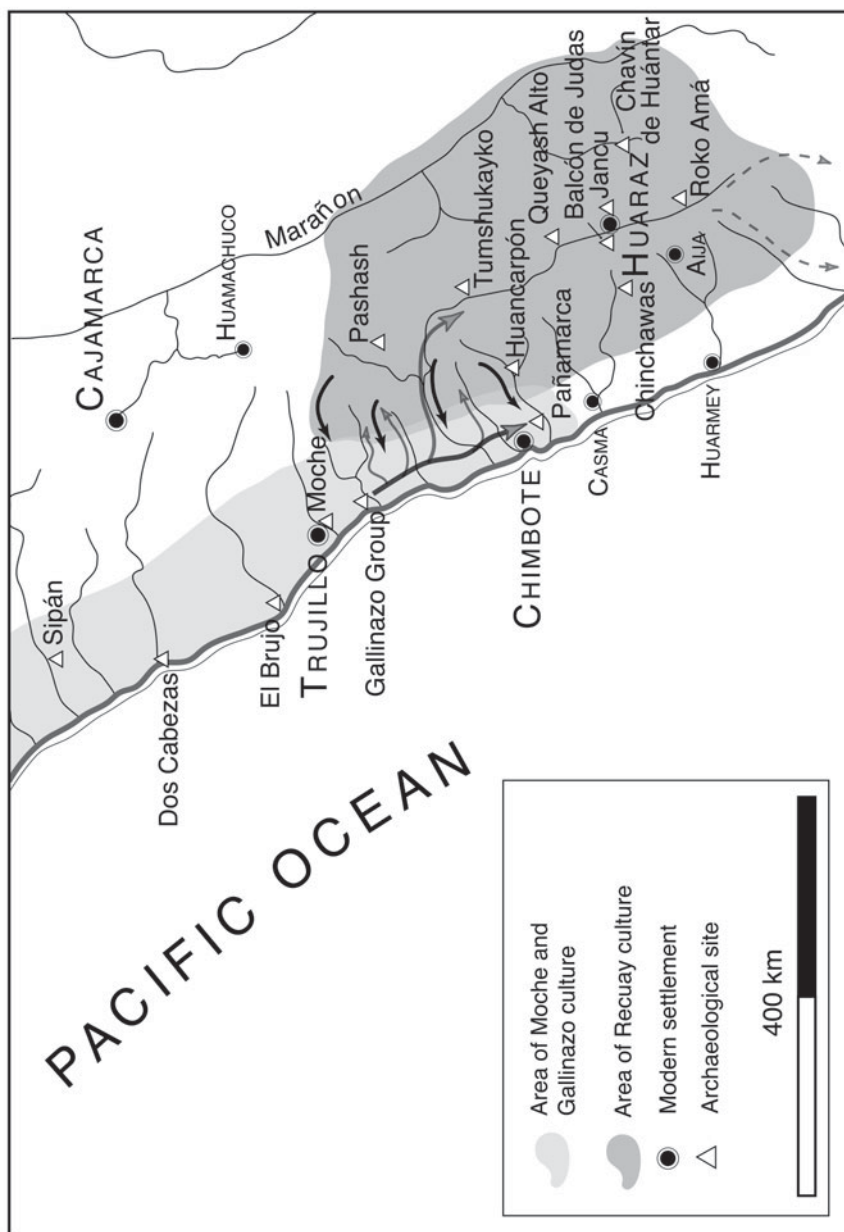 CAJAMARCA
HUAMACHUCO
Marañon
Sipán
Dos Cabezas
El Brujo
TRUJILLO
Moche
Gallinazo Group
Pashash
Tumshukayko
Queyash Alto
Balcón de Judas
Jancu
Chavín
de Huántar
HUARAZ
Roko Amá
AIJA
Huancarpón
Pañamarca
CHIMBOTE
CASMA
Chinchawas
HUARMEY
PACIFIC OCEAN
Area of Moche and
Gallinazo culture
Area of Recuay culture
Modern settlement
Archaeological site
400 km